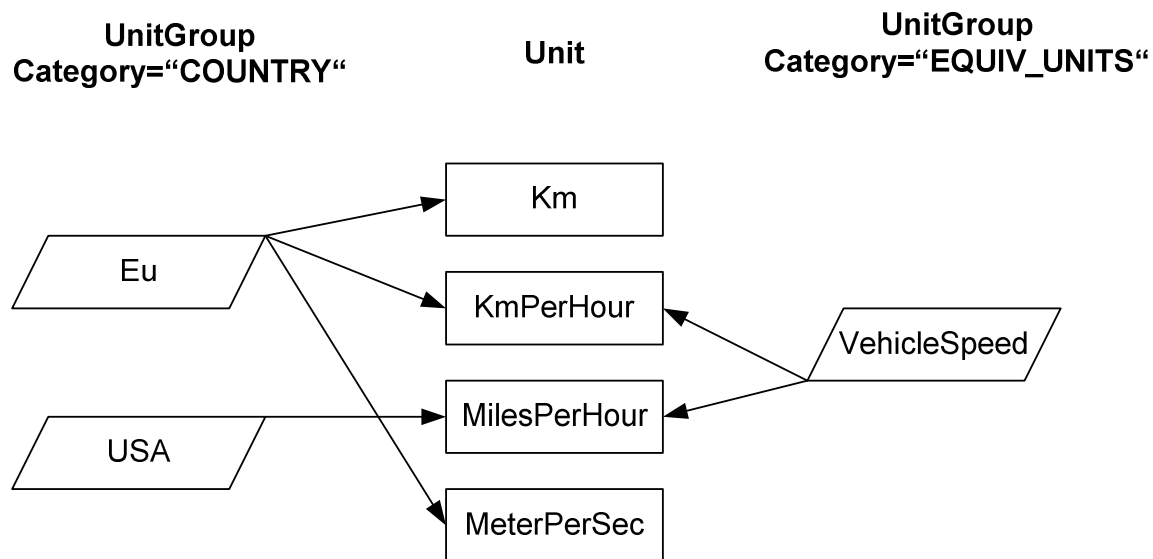 UnitGroup
Category=“COUNTRY“
Unit
UnitGroup
Category=“EQUIV_UNITS“
Km
Eu
KmPerHour
VehicleSpeed
MilesPerHour
USA
MeterPerSec